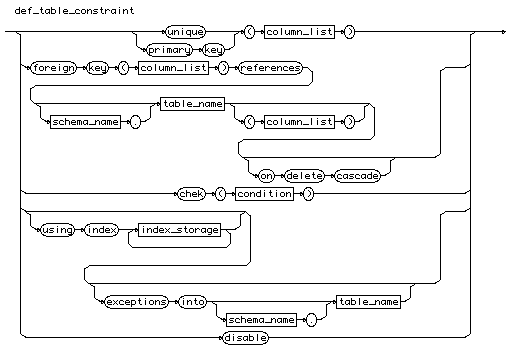 def_table_constraint
unique ( column_list )
primary key
foreign key ( column_list ) references
table_name
schema_name . ( column_list )
on delete cascade
chek ( condition )
using index index_storage
exceptions into table_name
schema_name .
disable